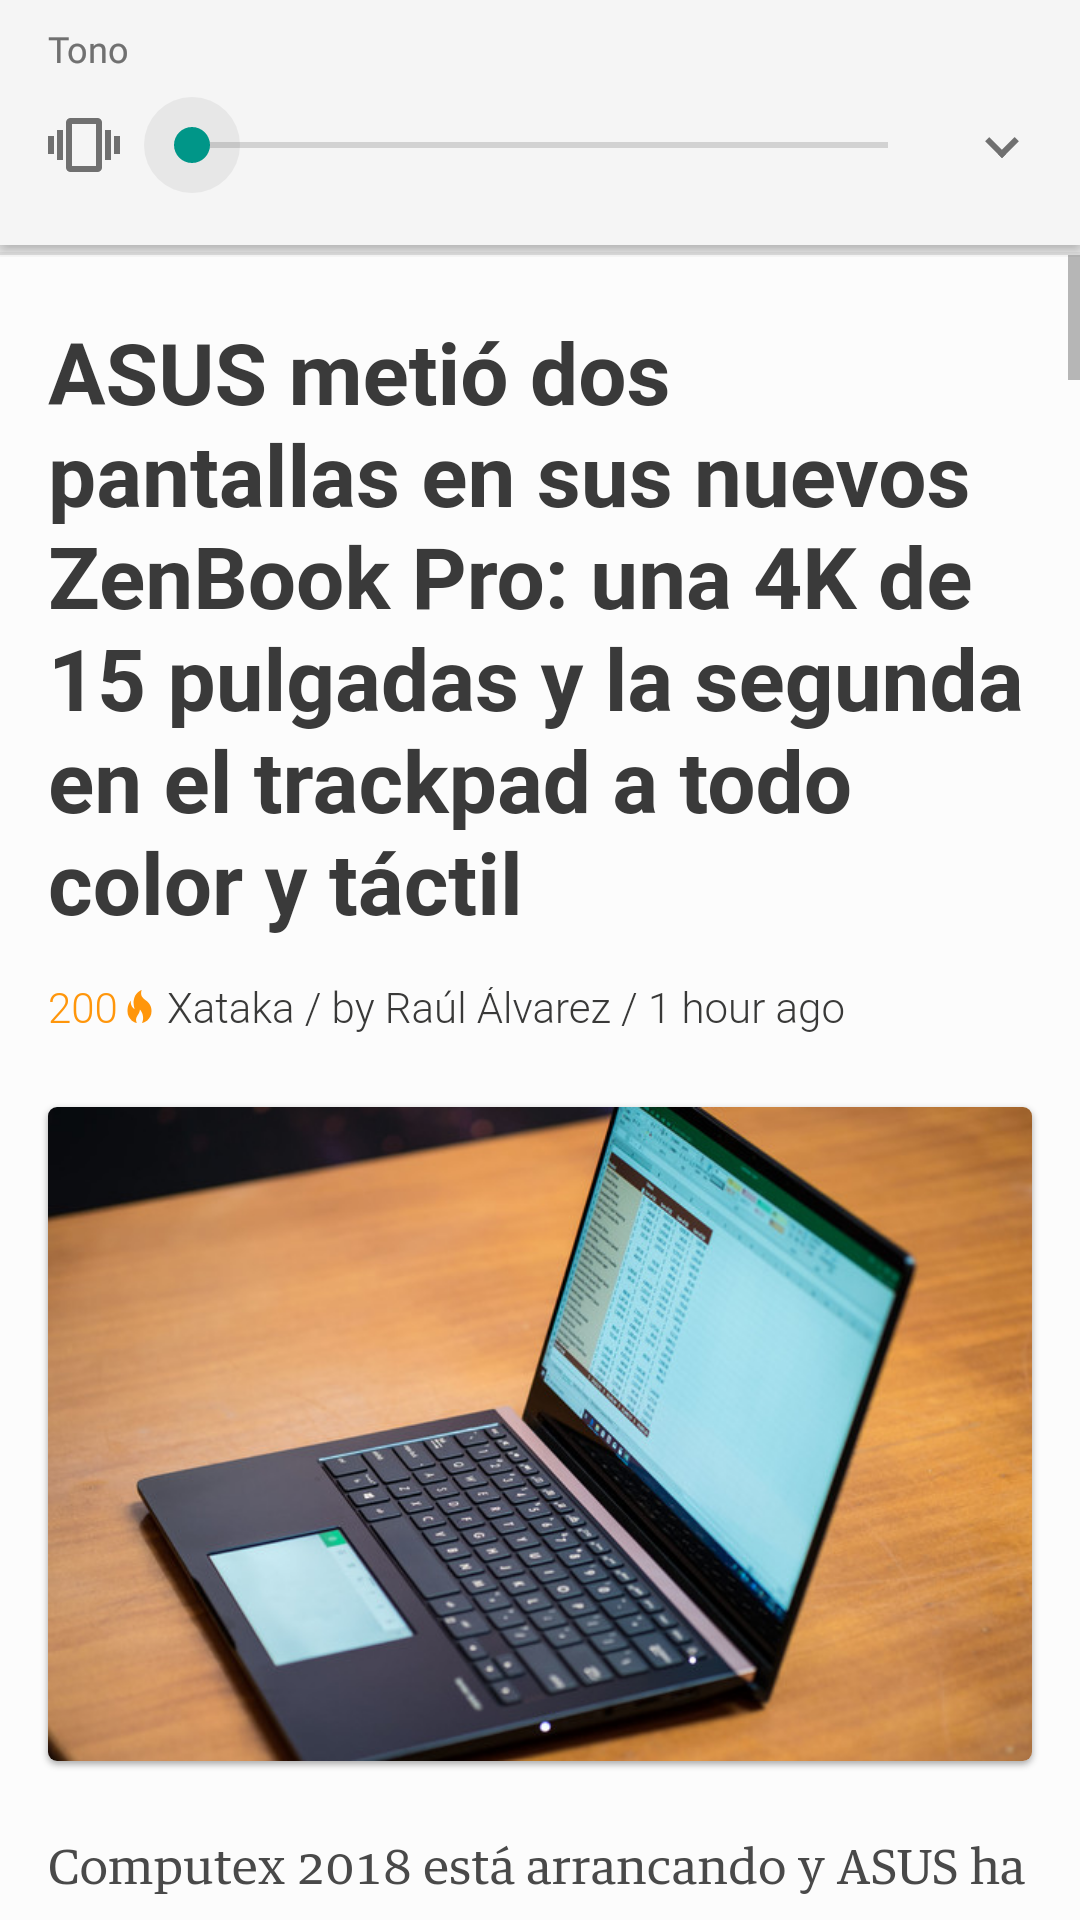 Tono
ASUS metió dos
pantallas en sus nuevos
ZenBook Pro: una 4K de
15 pulgadas y la segunda
en el trackpad a todo
color y táctil
200 Xataka / by Raúl Álvarez / 1 hour ago
Computex 2018 está arrancando y ASUS ha